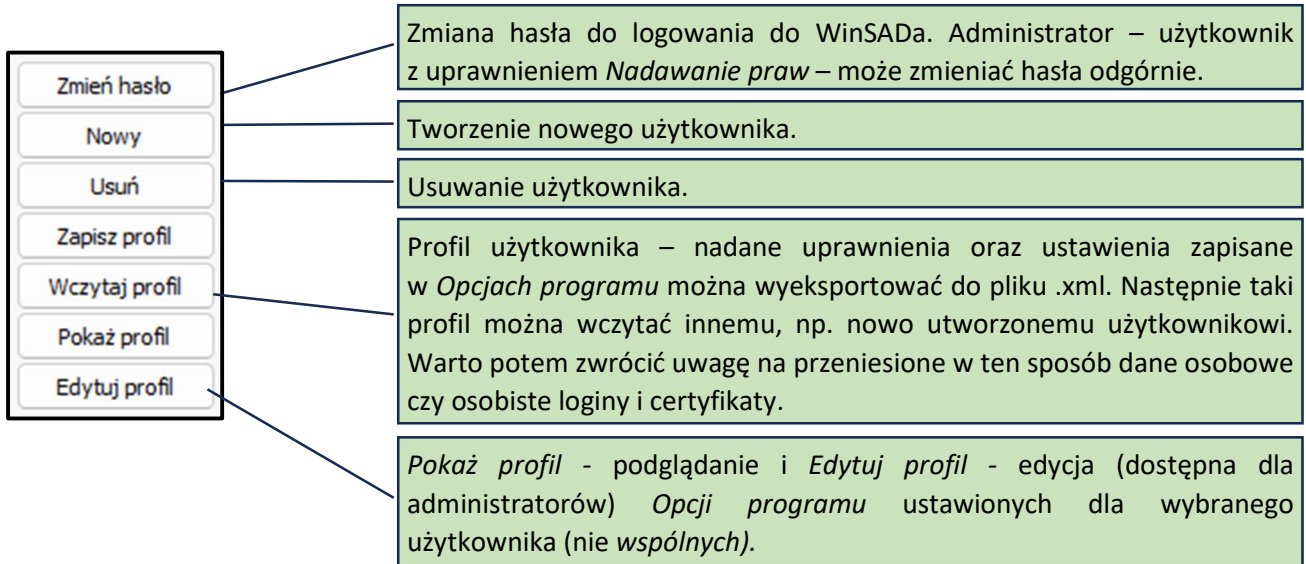 Zmień hasło
Nowy
Usuń
Zapisz profil
Wczytaj profil
Pokaż profil
Edytuj profil
Zmiana hasła do logowania do WinSADa. Administrator – użytkownik
z uprawnieniem Nadawanie praw – może zmieniać hasła odgórnie.
Tworzenie nowego użytkownika.
Usuwanie użytkownika.
Profil użytkownika – nadane uprawnienia oraz ustawienia zapisane
w Opcjach programu można wyeksportować do pliku .xml. Następnie taki
profil można wczytać innemu, np. nowo utworzonemu użytkownikowi.
Warto potem zwrócić uwagę na przeniesione w ten sposób dane osobowe
czy osobiste loginy i certyfikaty.
Pokaż profil - podglądanie i Edytuj profil - edycja (dostępna dla
administratorów) Opcji programu ustawionych dla wybranego
użytkownika (nie wspólnych).